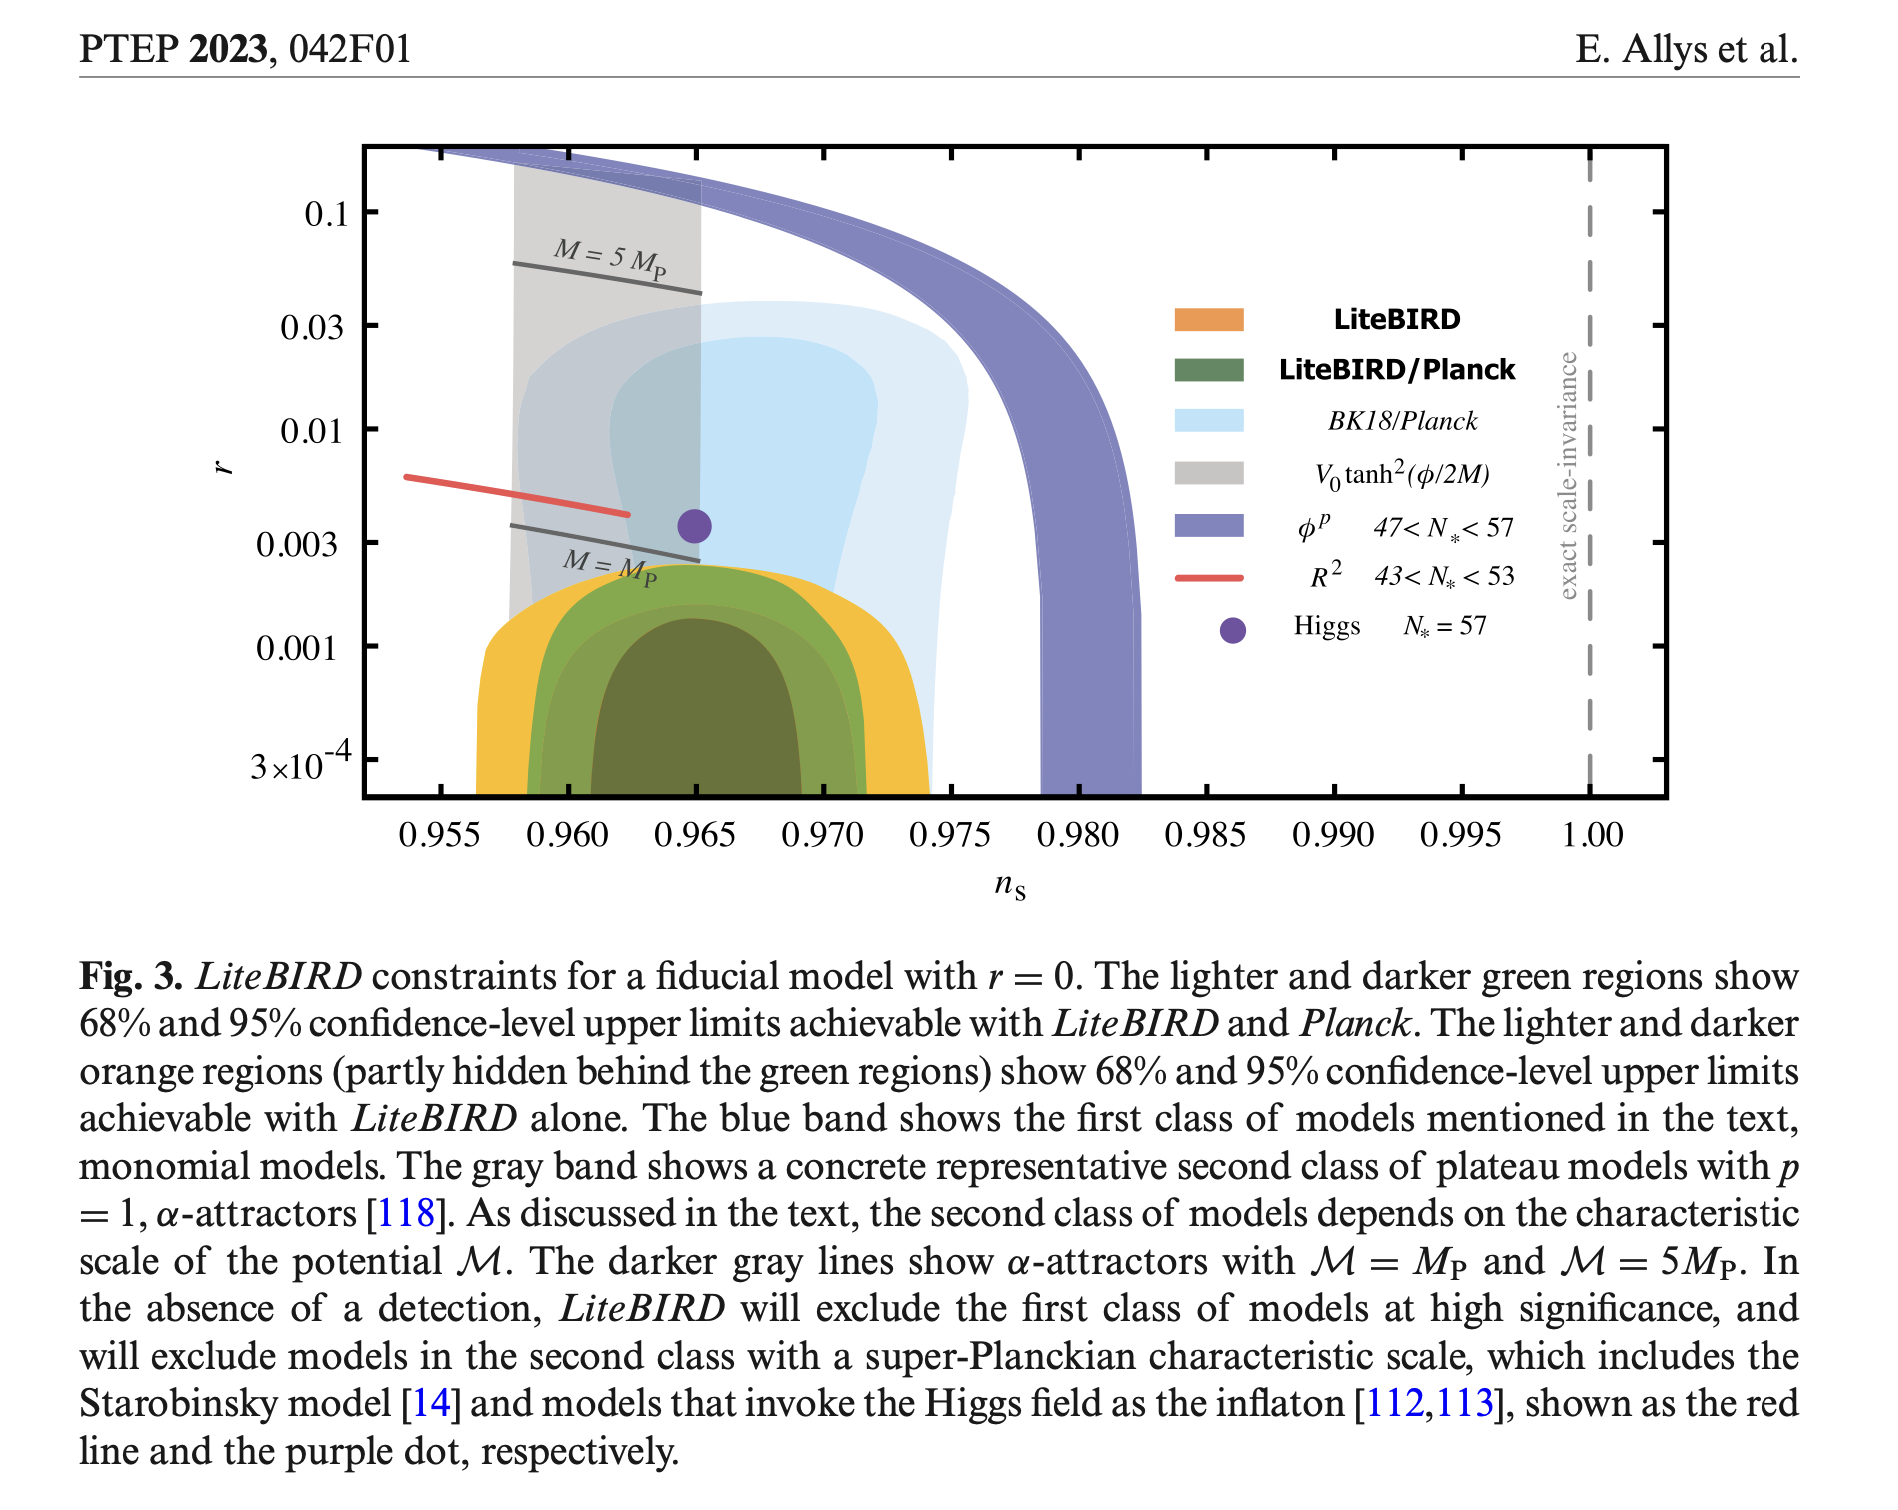 PTEP 2023, 042F01 E. Allys et al.
0.1
0.03
0.01
0.003
0.001
3×10⁻⁴
r
M = 5 M_P
M = M_P
LiteBIRD
LiteBIRD/Planck
BK18/Planck
V₀ tanh²(ϕ/2M)
ϕᵖ 47< N⁎< 57
R² 43< N⁎ < 53
Higgs N⁎ = 57
exact scale-invariance
0.955 0.960 0.965 0.970 0.975 0.980 0.985 0.990 0.995 1.00
nₛ
Fig. 3. LiteBIRD constraints for a fiducial model with r = 0. The lighter and darker green regions show
68% and 95% confidence-level upper limits achievable with LiteBIRD and Planck. The lighter and darker
orange regions (partly hidden behind the green regions) show 68% and 95% confidence-level upper limits
achievable with LiteBIRD alone. The blue band shows the first class of models mentioned in the text,
monomial models. The gray band shows a concrete representative second class of plateau models with p
= 1, α-attractors [118]. As discussed in the text, the second class of models depends on the characteristic
scale of the potential ℳ. The darker gray lines show α-attractors with ℳ = M_P and ℳ = 5M_P. In
the absence of a detection, LiteBIRD will exclude the first class of models at high significance, and
will exclude models in the second class with a super-Planckian characteristic scale, which includes the
Starobinsky model [14] and models that invoke the Higgs field as the inflaton [112,113], shown as the red
line and the purple dot, respectively.